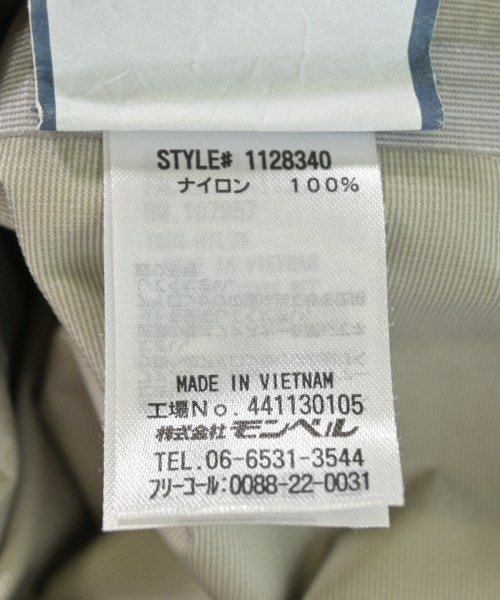 STYLE# 1128340
ナイロン 100%
MADE IN VIETNAM
工場No. 441130105
株式会社 モンベル
TEL. 06-6531-3544
フリーコール:0088-22-0031